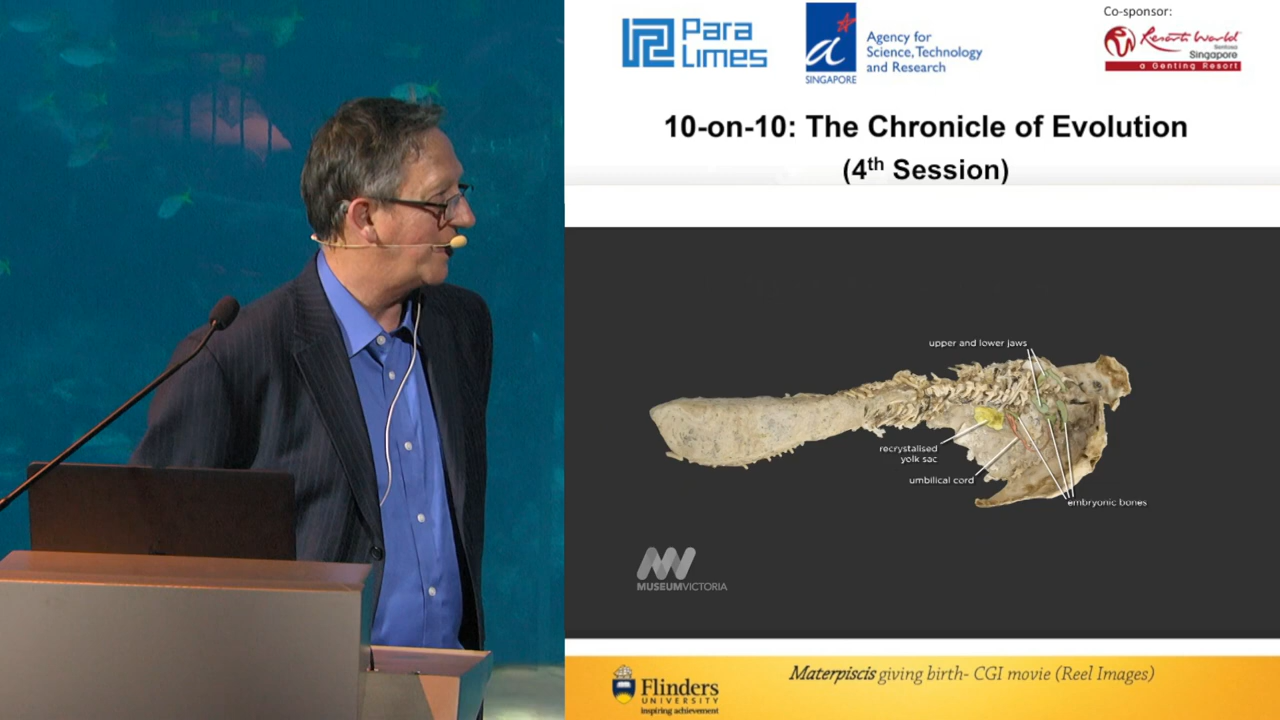 Para
Limes
SINGAPORE
Agency for
Science, Technology
and Research
Co-sponsor:
Resorts World
Sentosa
Singapore
a Genting Resort
10-on-10: The Chronicle of Evolution
(4th Session)
upper and lower jaws
recrystalised
yolk sac
umbilical cord
embryonic bones
MUSEUMVICTORIA
Flinders
UNIVERSITY
inspiring achievement
Materpiscis giving birth- CGI movie (Reel Images)